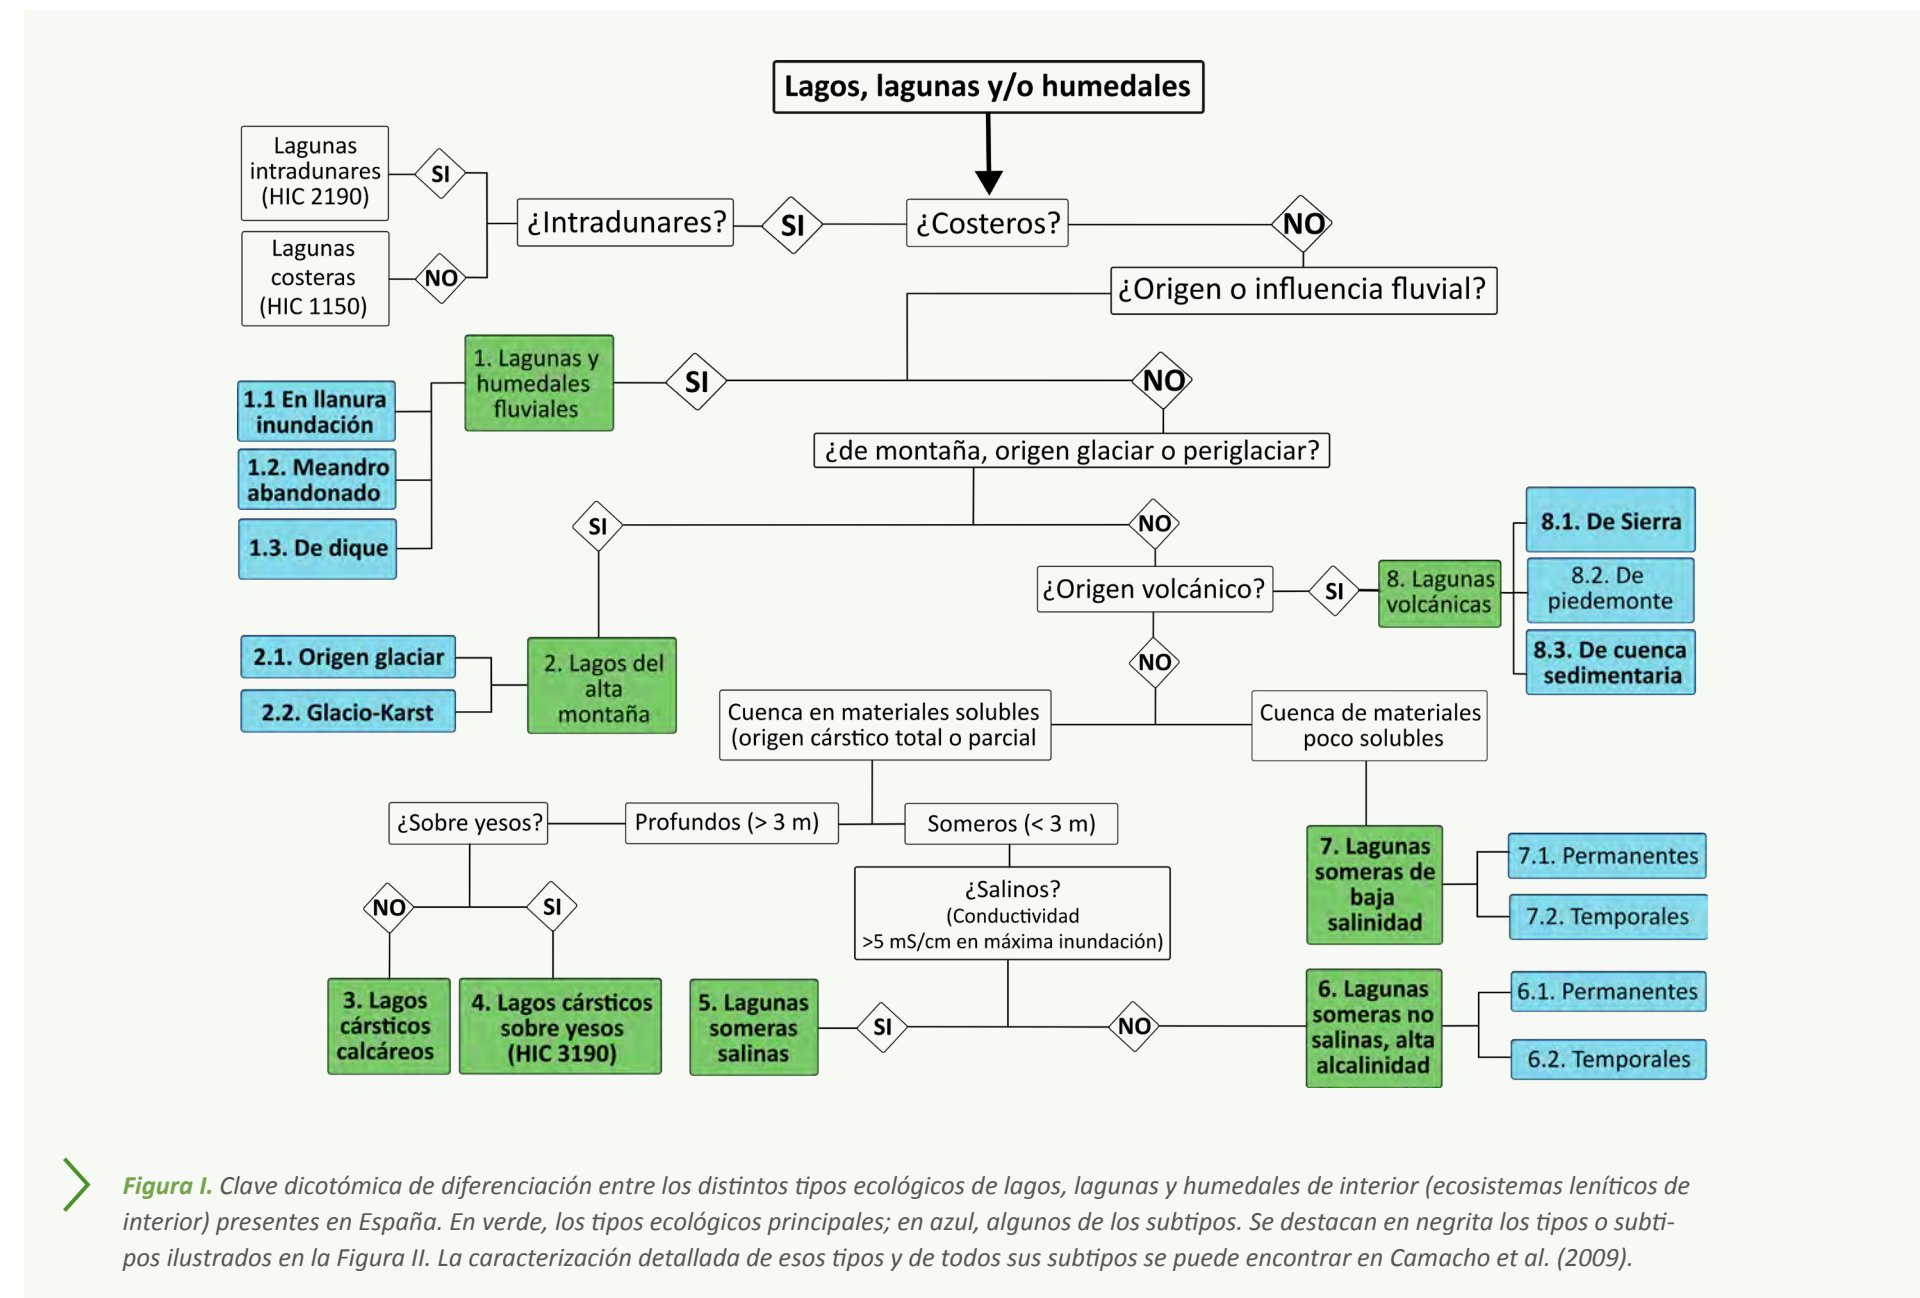 Lagos, lagunas y/o humedales
Lagunas
intradunares
(HIC 2190)
SI
¿Intradunares?
SI
¿Costeros?
NO
Lagunas
costeras
(HIC 1150)
NO
¿Origen o influencia fluvial?
1. Lagunas y
humedales
fluviales
SI
NO
1.1 En llanura
inundación
1.2. Meandro
abandonado
1.3. De dique
¿de montaña, origen glaciar o periglaciar?
SI
NO
¿Origen volcánico?
SI
8. Lagunas
volcánicas
8.1. De Sierra
8.2. De
piedemonte
8.3. De cuenca
sedimentaria
NO
2.1. Origen glaciar
2.2. Glacio-Karst
2. Lagos del
alta
montaña
Cuenca en materiales solubles
(origen cárstico total o parcial
Cuenca de materiales
poco solubles
¿Sobre yesos?
Profundos (> 3 m)
Someros (< 3 m)
¿Salinos?
(Conductividad
>5 mS/cm en máxima inundación)
7. Lagunas
someras de
baja
salinidad
7.1. Permanentes
7.2. Temporales
NO
SI
3. Lagos
cársticos
calcáreos
4. Lagos cársticos
sobre yesos
(HIC 3190)
5. Lagunas
someras
salinas
SI
NO
6. Lagunas
someras no
salinas, alta
alcalinidad
6.1. Permanentes
6.2. Temporales
Figura I. Clave dicotómica de diferenciación entre los distintos tipos ecológicos de lagos, lagunas y humedales de interior (ecosistemas leníticos de
interior) presentes en España. En verde, los tipos ecológicos principales; en azul, algunos de los subtipos. Se destacan en negrita los tipos o subti-
pos ilustrados en la Figura II. La caracterización detallada de esos tipos y de todos sus subtipos se puede encontrar en Camacho et al. (2009).